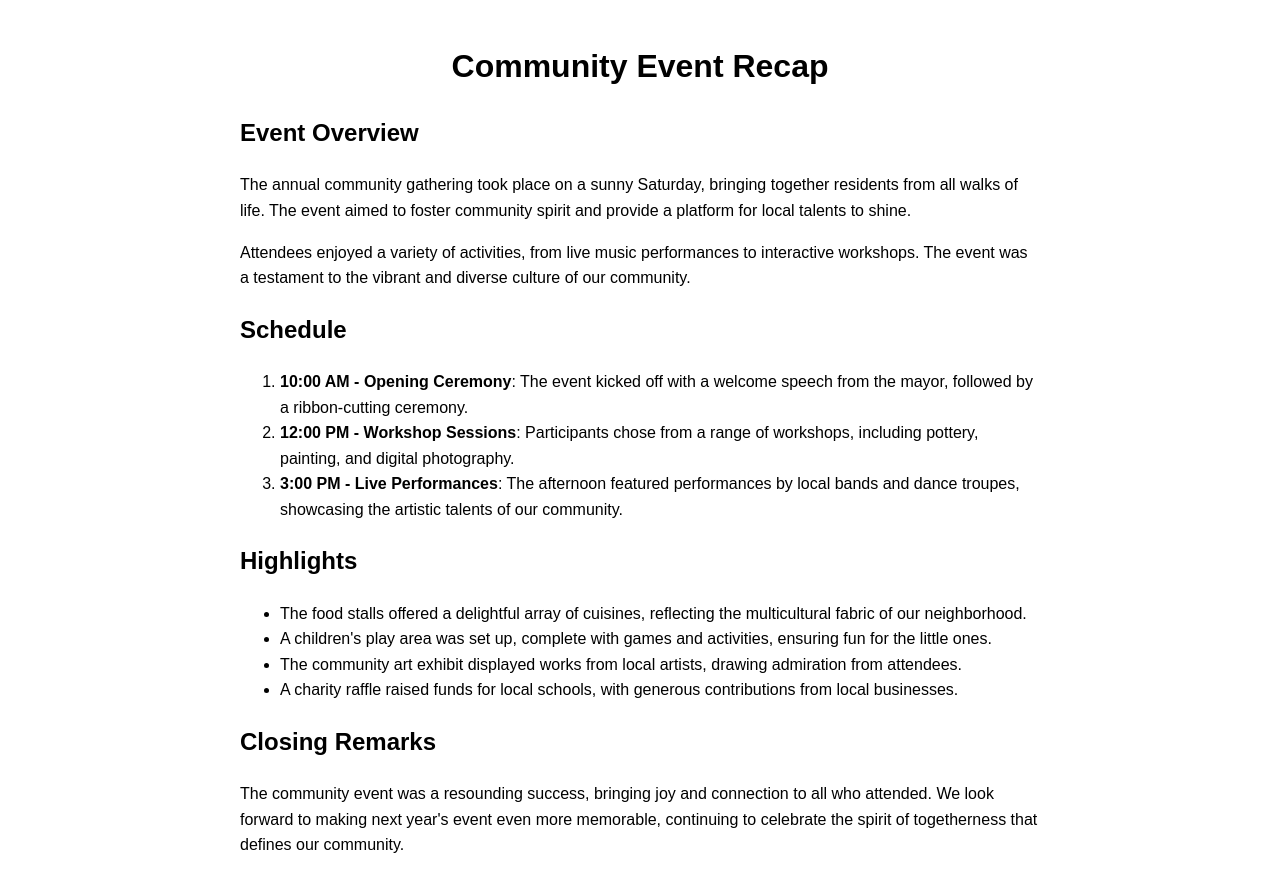 Community Event Recap
Event Overview
The annual community gathering took place on a sunny Saturday, bringing together residents from all walks of
life. The event aimed to foster community spirit and provide a platform for local talents to shine.
Attendees enjoyed a variety of activities, from live music performances to interactive workshops. The event was
a testament to the vibrant and diverse culture of our community.
Schedule
1. 10:00 AM - Opening Ceremony: The event kicked off with a welcome speech from the mayor, followed by
a ribbon-cutting ceremony.
2. 12:00 PM - Workshop Sessions: Participants chose from a range of workshops, including pottery,
painting, and digital photography.
3. 3:00 PM - Live Performances: The afternoon featured performances by local bands and dance troupes,
showcasing the artistic talents of our community.
Highlights
• The food stalls offered a delightful array of cuisines, reflecting the multicultural fabric of our neighborhood.
• A children's play area was set up, complete with games and activities, ensuring fun for the little ones.
• The community art exhibit displayed works from local artists, drawing admiration from attendees.
• A charity raffle raised funds for local schools, with generous contributions from local businesses.
Closing Remarks
The community event was a resounding success, bringing joy and connection to all who attended. We look
forward to making next year's event even more memorable, continuing to celebrate the spirit of togetherness that
defines our community.